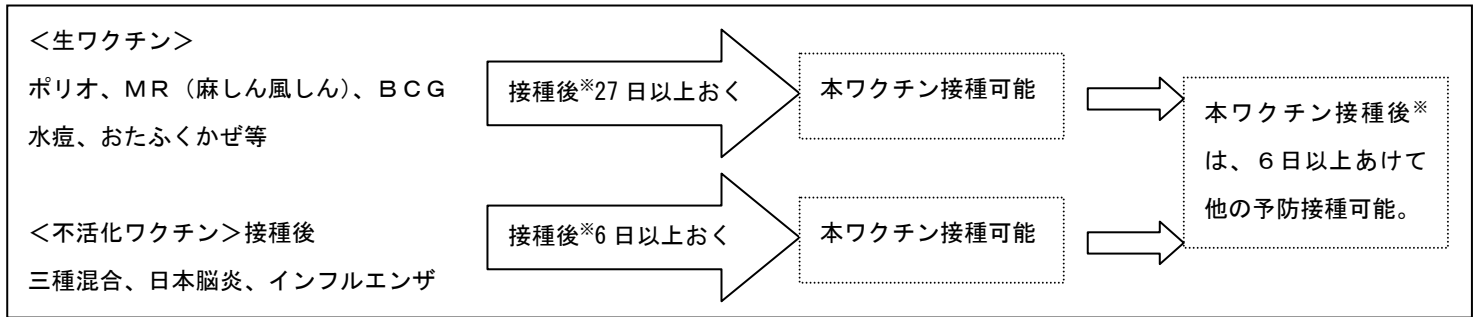 ＜生ワクチン＞
ポリオ、ＭＲ（麻しん風しん）、ＢＣＧ
水痘、おたふくかぜ等
接種後※27日以上おく
本ワクチン接種可能
＜不活化ワクチン＞接種後
三種混合、日本脳炎、インフルエンザ
接種後※6日以上おく
本ワクチン接種可能
本ワクチン接種後※
は、６日以上あけて
他の予防接種可能。